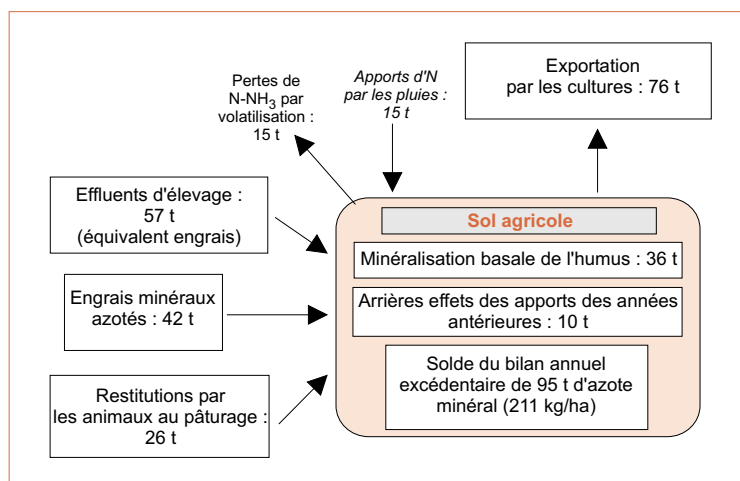 Pertes de
N-NH3 par
volatilisation :
15 t
Apports d'N
par les pluies :
15 t
Exportation
par les cultures : 76 t
Effluents d'élevage :
57 t
(équivalent engrais)
Sol agricole
Minéralisation basale de l'humus : 36 t
Engrais minéraux
azotés : 42 t
Arrières effets des apports des années
antérieures : 10 t
Solde du bilan annuel
excédentaire de 95 t d'azote
minéral (211 kg/ha)
Restitutions par
les animaux au pâturage :
26 t